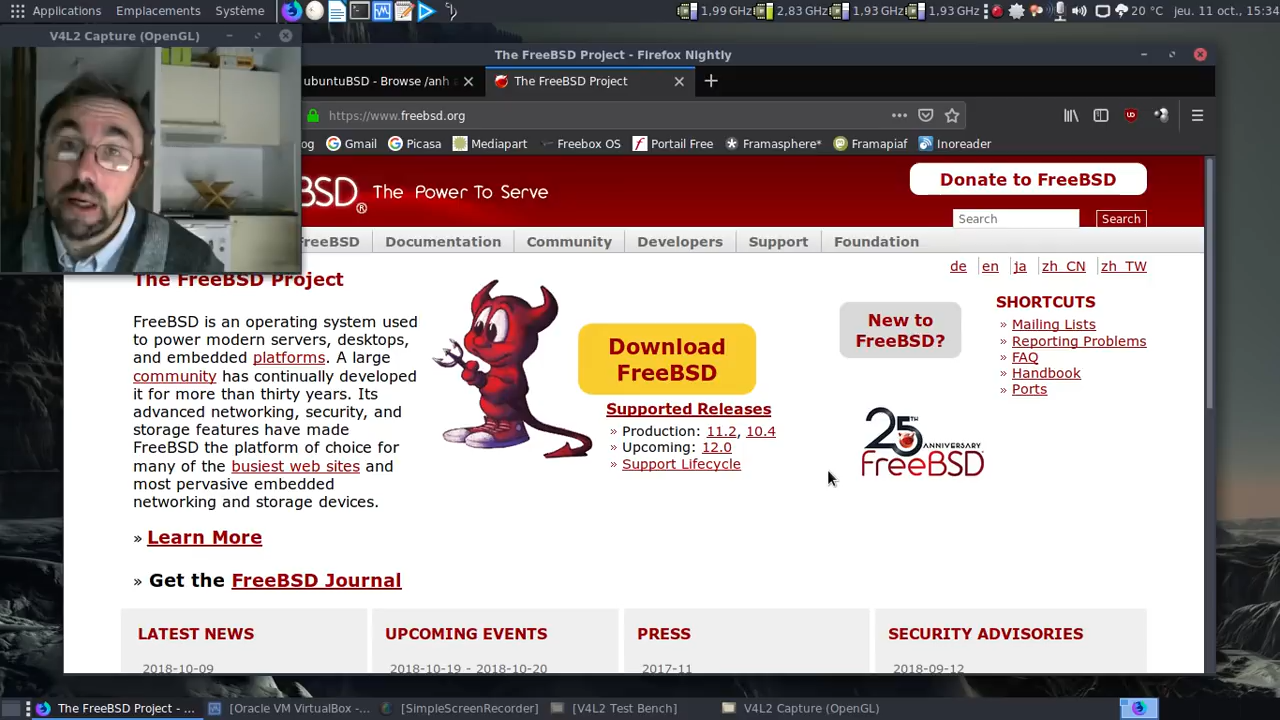 Applications Emplacements Système 1,99 GHz 2,83 GHz 1,93 GHz 1,93 GHz 20 °C jeu. 11 oct., 15:34
V4L2 Capture (OpenGL)
The FreeBSD Project - Firefox Nightly
ubuntuBSD - Browse /anh
The FreeBSD Project
https://www.freebsd.org
og Gmail Picasa Mediapart Freebox OS Portail Free Framasphere* Framapiaf Inoreader
BSD® The Power To Serve
Donate to FreeBSD
Search Search
FreeBSD Documentation Community Developers Support Foundation
de en ja zh_CN zh_TW
The FreeBSD Project
FreeBSD is an operating system used
to power modern servers, desktops,
and embedded platforms. A large
community has continually developed
it for more than thirty years. Its
advanced networking, security, and
storage features have made
FreeBSD the platform of choice for
many of the busiest web sites and
most pervasive embedded
networking and storage devices.
» Learn More
» Get the FreeBSD Journal
Download
FreeBSD
Supported Releases
» Production: 11.2, 10.4
» Upcoming: 12.0
» Support Lifecycle
New to
FreeBSD?
25TH
ANNIVERSARY
FreeBSD
SHORTCUTS
» Mailing Lists
» Reporting Problems
» FAQ
» Handbook
» Ports
LATEST NEWS
2018-10-09
UPCOMING EVENTS
2018-10-19 - 2018-10-20
PRESS
2017-11
SECURITY ADVISORIES
2018-09-12
The FreeBSD Project - ... [Oracle VM VirtualBox -... [SimpleScreenRecorder] [V4L2 Test Bench] V4L2 Capture (OpenGL)